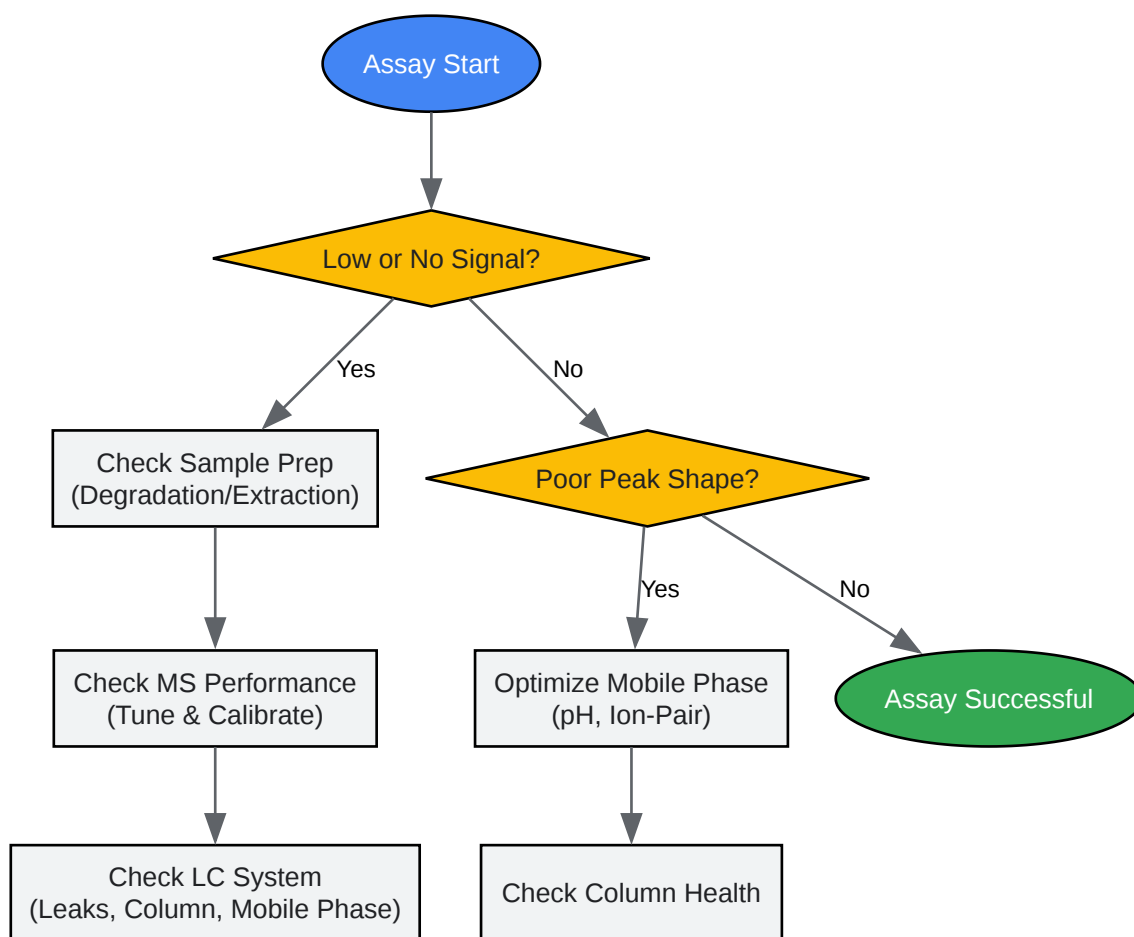 Assay Start
Low or No Signal?
Yes
No
Check Sample Prep
(Degradation/Extraction)
Poor Peak Shape?
Yes
No
Check MS Performance
(Tune & Calibrate)
Optimize Mobile Phase
(pH, Ion-Pair)
Assay Successful
Check LC System
(Leaks, Column, Mobile Phase)
Check Column Health